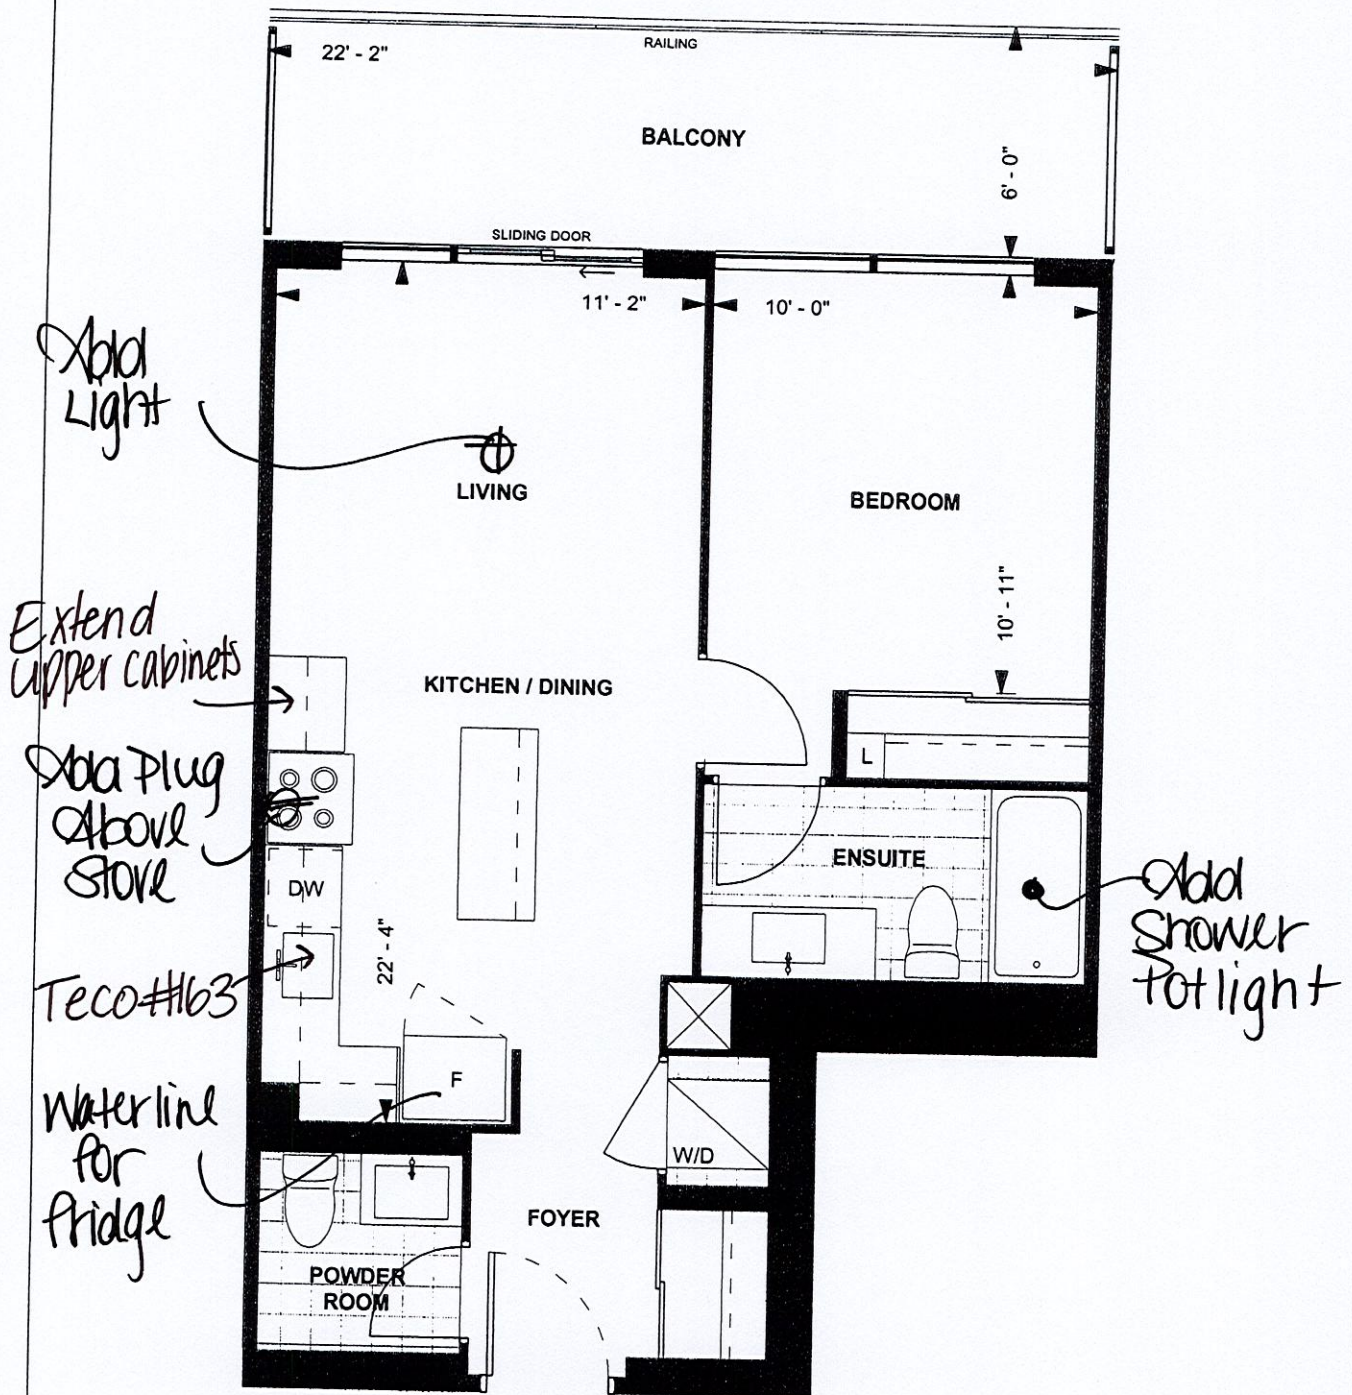 RAILING
22' - 2"
BALCONY
6' - 0"
SLIDING DOOR
11' - 2"
10' - 0"
Add
Light
LIVING
BEDROOM
10' - 11"
Extend
upper cabinets
KITCHEN / DINING
L
Add Plug
Above
Stove
ENSUITE
DW
Add
Shower
Potlight
22' - 4"
Teco #163
F
Waterline
for
fridge
W/D
FOYER
POWDER
ROOM